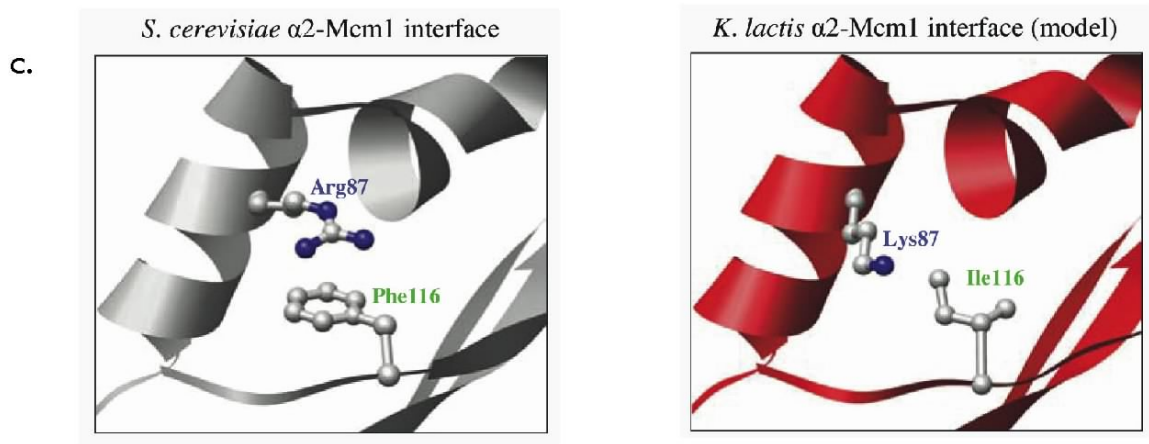 c.
S. cerevisiae α2-Mcm1 interface
Arg87
Phe116
K. lactis α2-Mcm1 interface (model)
Lys87
Ile116